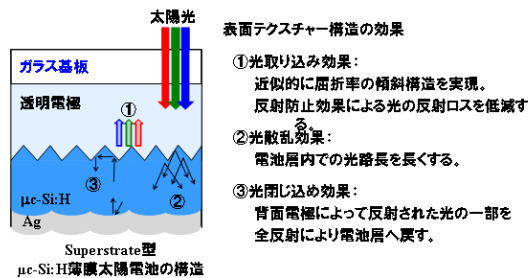 太陽光
ガラス基板
透明電極
①
③
②
μc-Si:H
Ag
Superstrate型
μc-Si:H薄膜太陽電池の構造
表面テクスチャー構造の効果
①光取り込み効果：
近似的に屈折率の傾斜構造を実現。
反射防止効果による光の反射ロスを低減す
る。
②光散乱効果：
電池層内での光路長を長くする。
③光閉じ込め効果：
背面電極によって反射された光の一部を
全反射により電池層へ戻す。